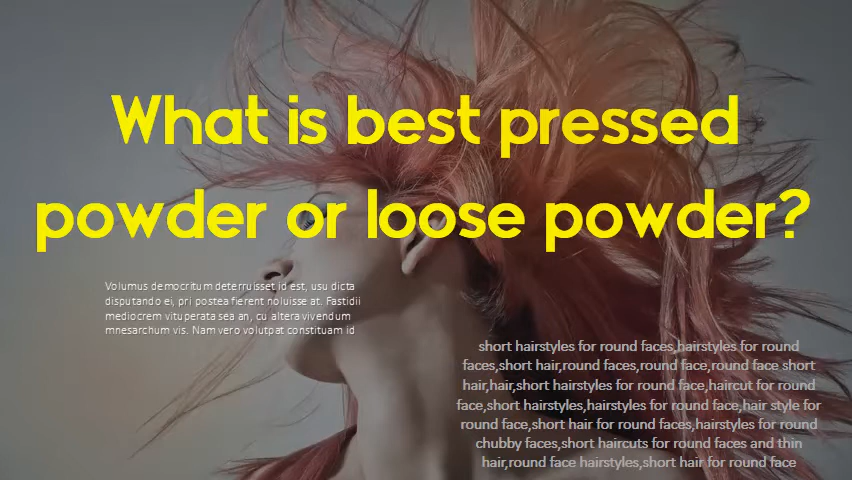 What is best pressed
powder or loose powder?
Volumus democritum deterruisset id est, usu dicta
disputando ei, pri postea fierent noluisse at. Fastidii
mediocrem vituperata sea an, cu altera vivendum
mnesarchum vis. Nam vero volutpat constituam id
short hairstyles for round faces,hairstyles for round
faces,short hair,round faces,round face,round face short
hair,hair,short hairstyles for round face,haircut for round
face,short hairstyles,hairstyles for round face,hair style for
round face,short hair for round faces,hairstyles for round
chubby faces,short haircuts for round faces and thin
hair,round face hairstyles,short hair for round face